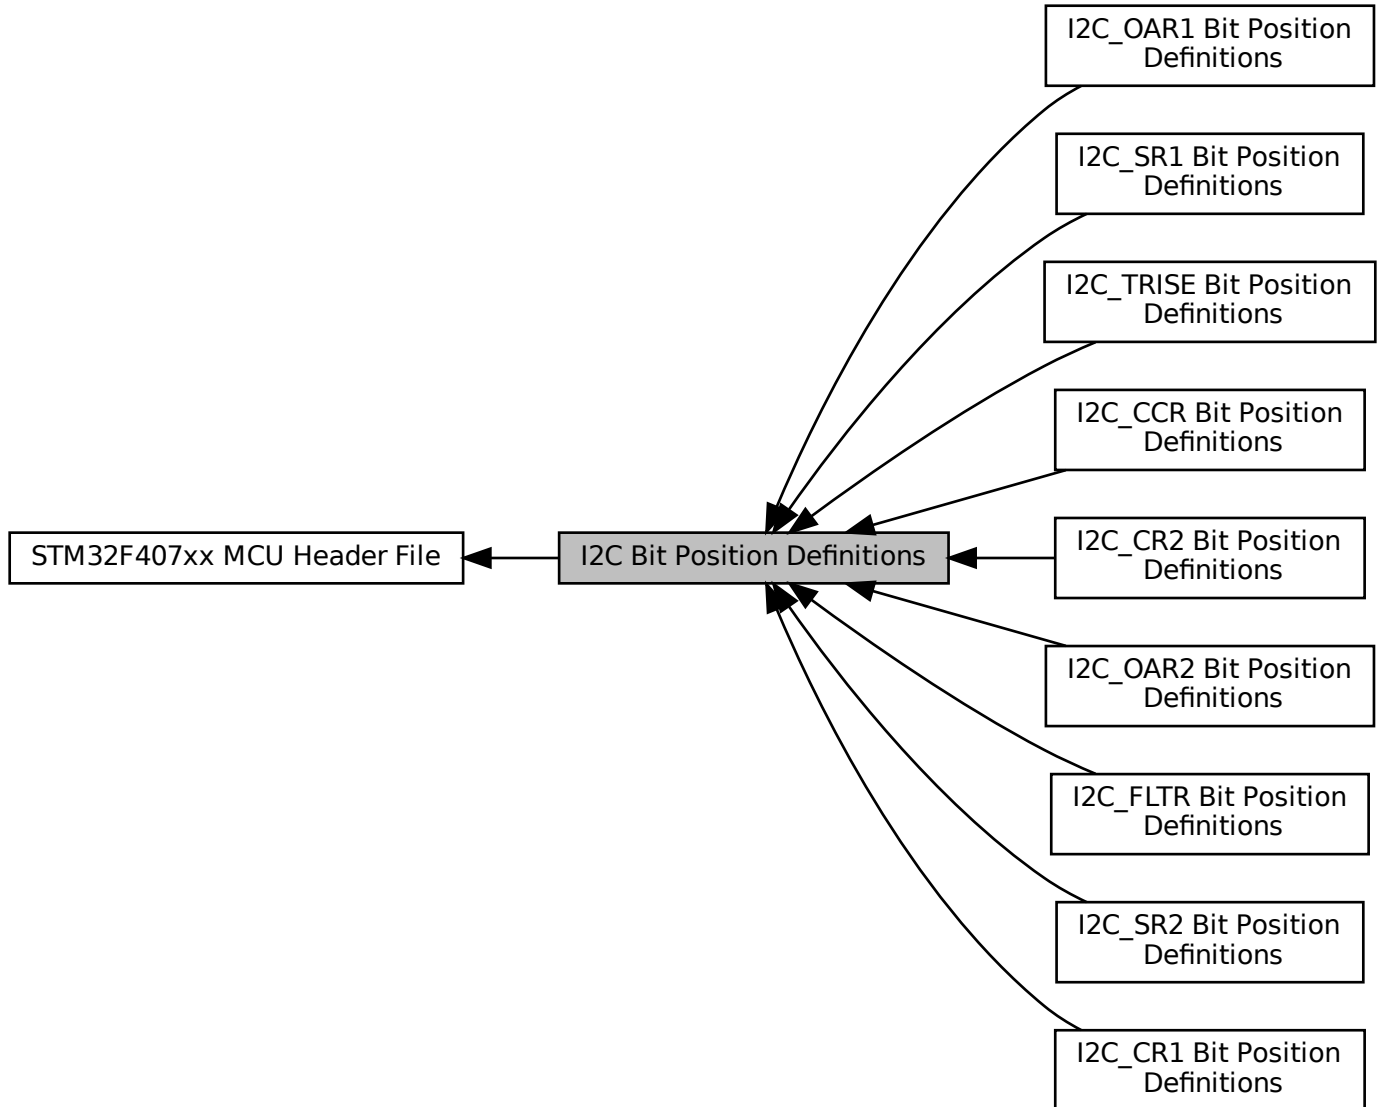 I2C_OAR1 Bit Position
Definitions
I2C_SR1 Bit Position
Definitions
I2C_TRISE Bit Position
Definitions
I2C_CCR Bit Position
Definitions
STM32F407xx MCU Header File
I2C Bit Position Definitions
I2C_CR2 Bit Position
Definitions
I2C_OAR2 Bit Position
Definitions
I2C_FLTR Bit Position
Definitions
I2C_SR2 Bit Position
Definitions
I2C_CR1 Bit Position
Definitions